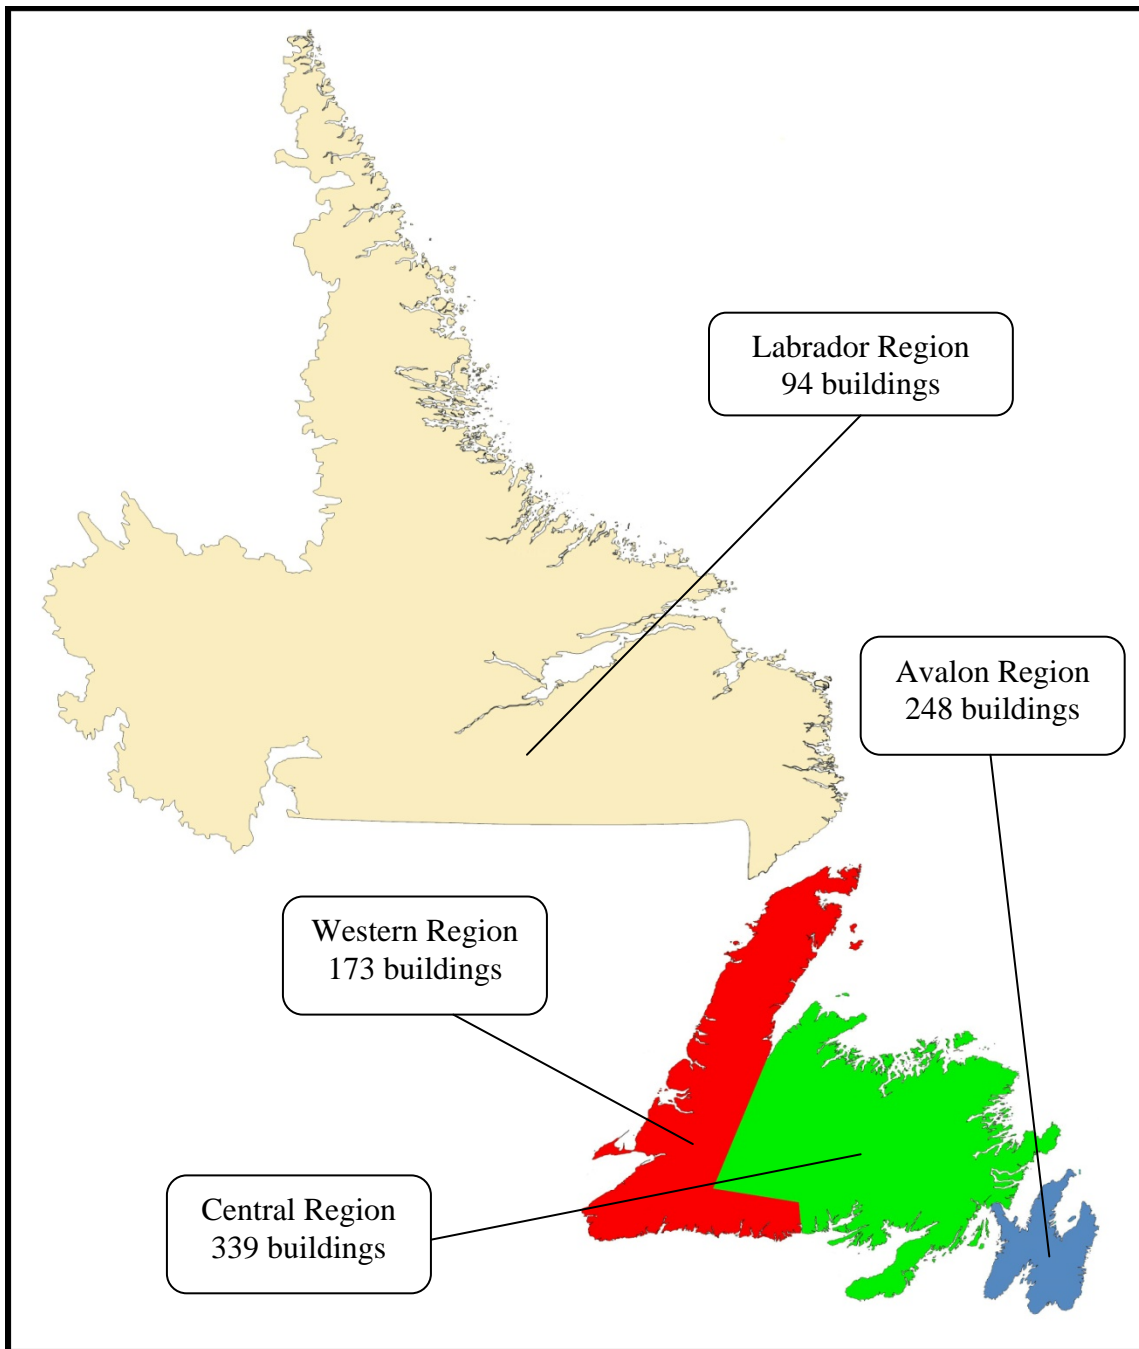 Labrador Region
94 buildings
Avalon Region
248 buildings
Western Region
173 buildings
Central Region
339 buildings